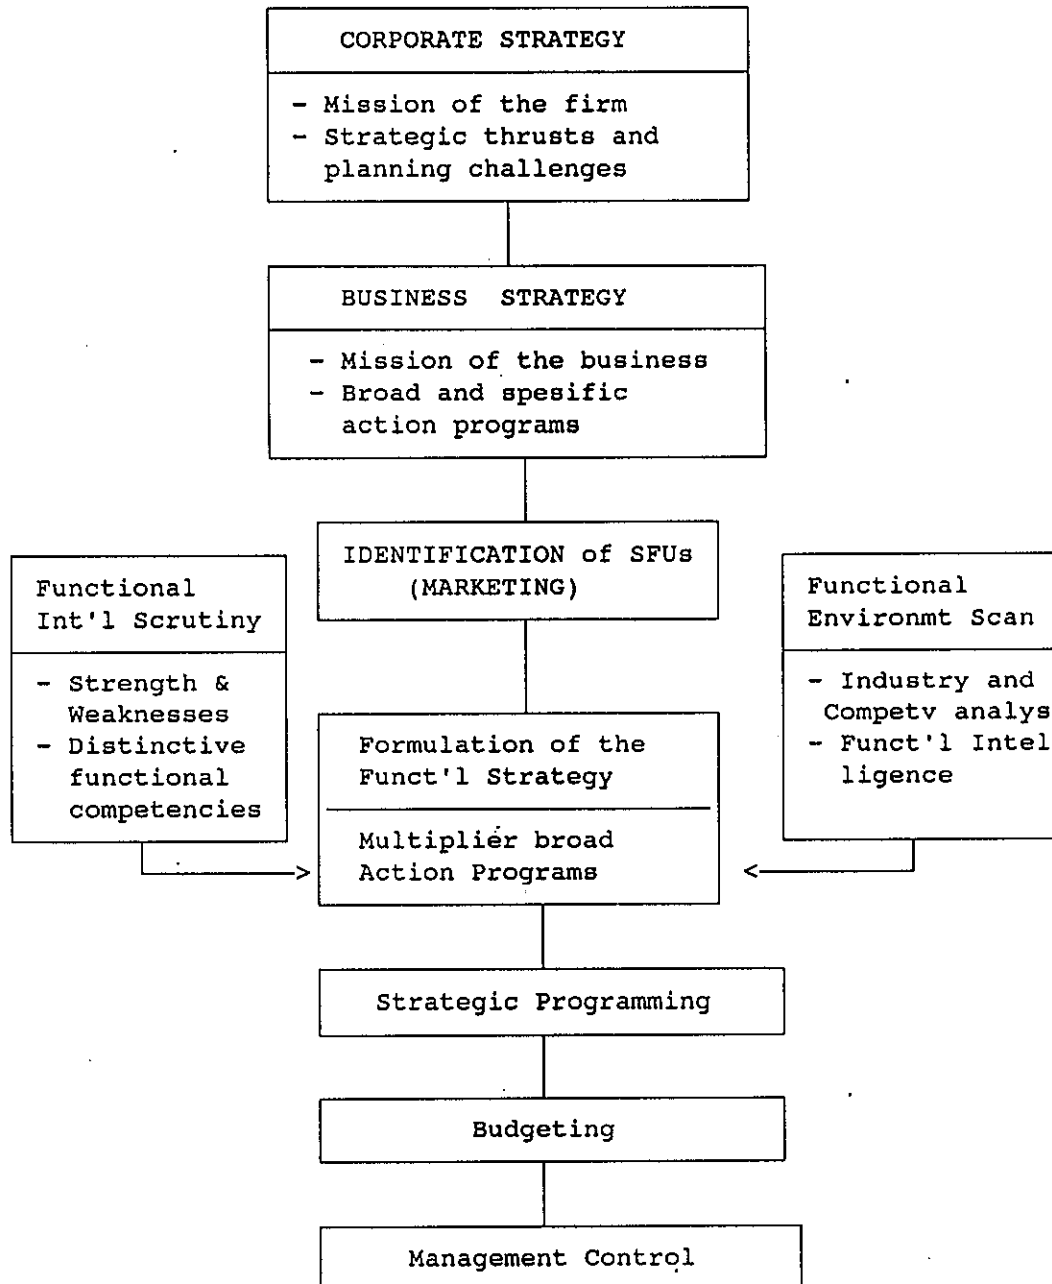 CORPORATE STRATEGY
- Mission of the firm
- Strategic thrusts and
planning challenges
BUSINESS STRATEGY
- Mission of the business
- Broad and spesific
action programs
IDENTIFICATION of SFUs
(MARKETING)
Functional
Int'l Scrutiny
- Strength &
Weaknesses
- Distinctive
functional
competencies
Functional
Environmt Scan
- Industry and
Competv analys
- Funct'l Intel
ligence
Formulation of the
Funct'l Strategy
Multiplier broad
Action Programs
Strategic Programming
Budgeting
Management Control